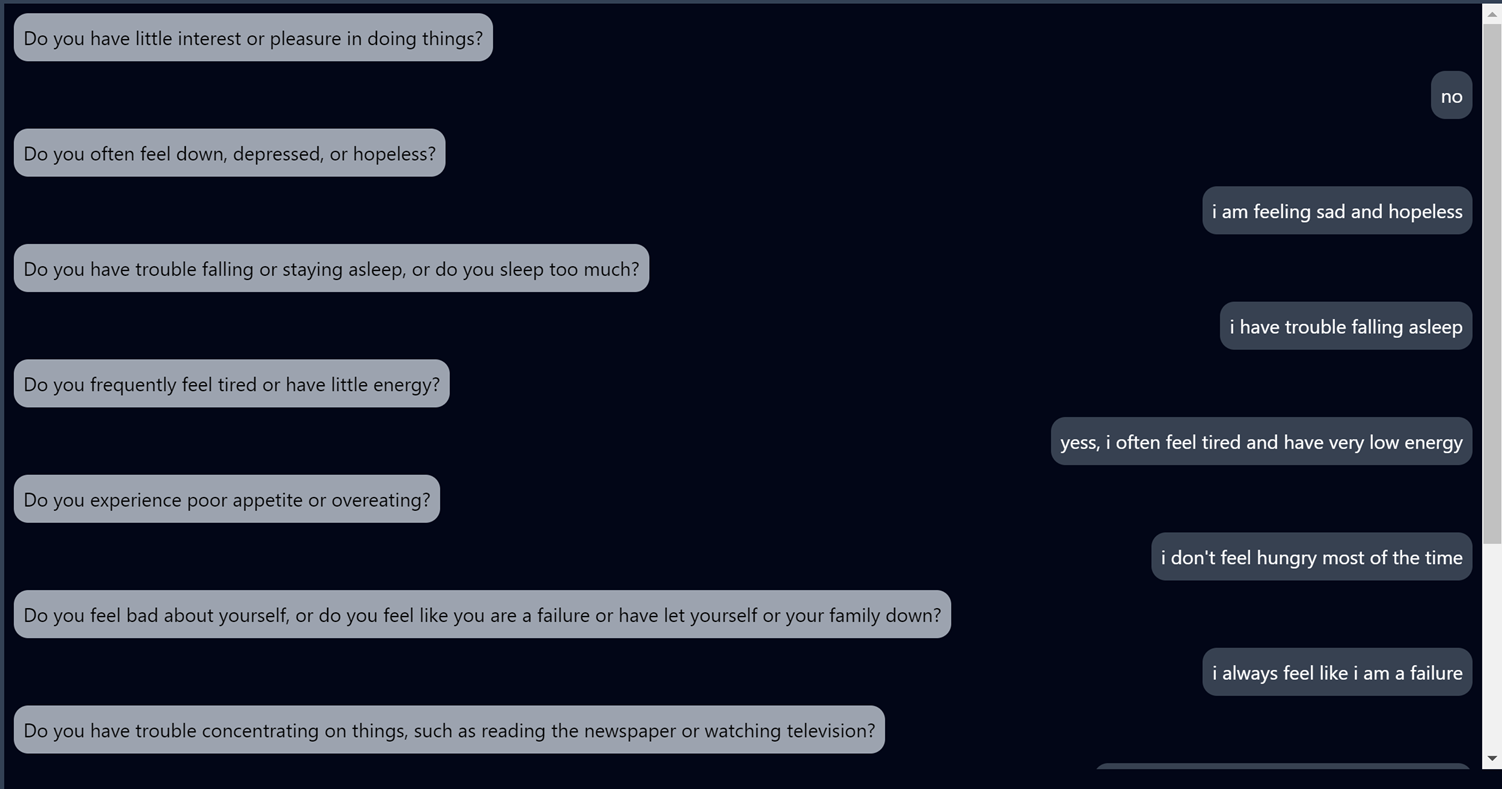 Do you have little interest or pleasure in doing things?
no
Do you often feel down, depressed, or hopeless?
i am feeling sad and hopeless
Do you have trouble falling or staying asleep, or do you sleep too much?
i have trouble falling asleep
Do you frequently feel tired or have little energy?
yess, i often feel tired and have very low energy
Do you experience poor appetite or overeating?
i don't feel hungry most of the time
Do you feel bad about yourself, or do you feel like you are a failure or have let yourself or your family down?
i always feel like i am a failure
Do you have trouble concentrating on things, such as reading the newspaper or watching television?